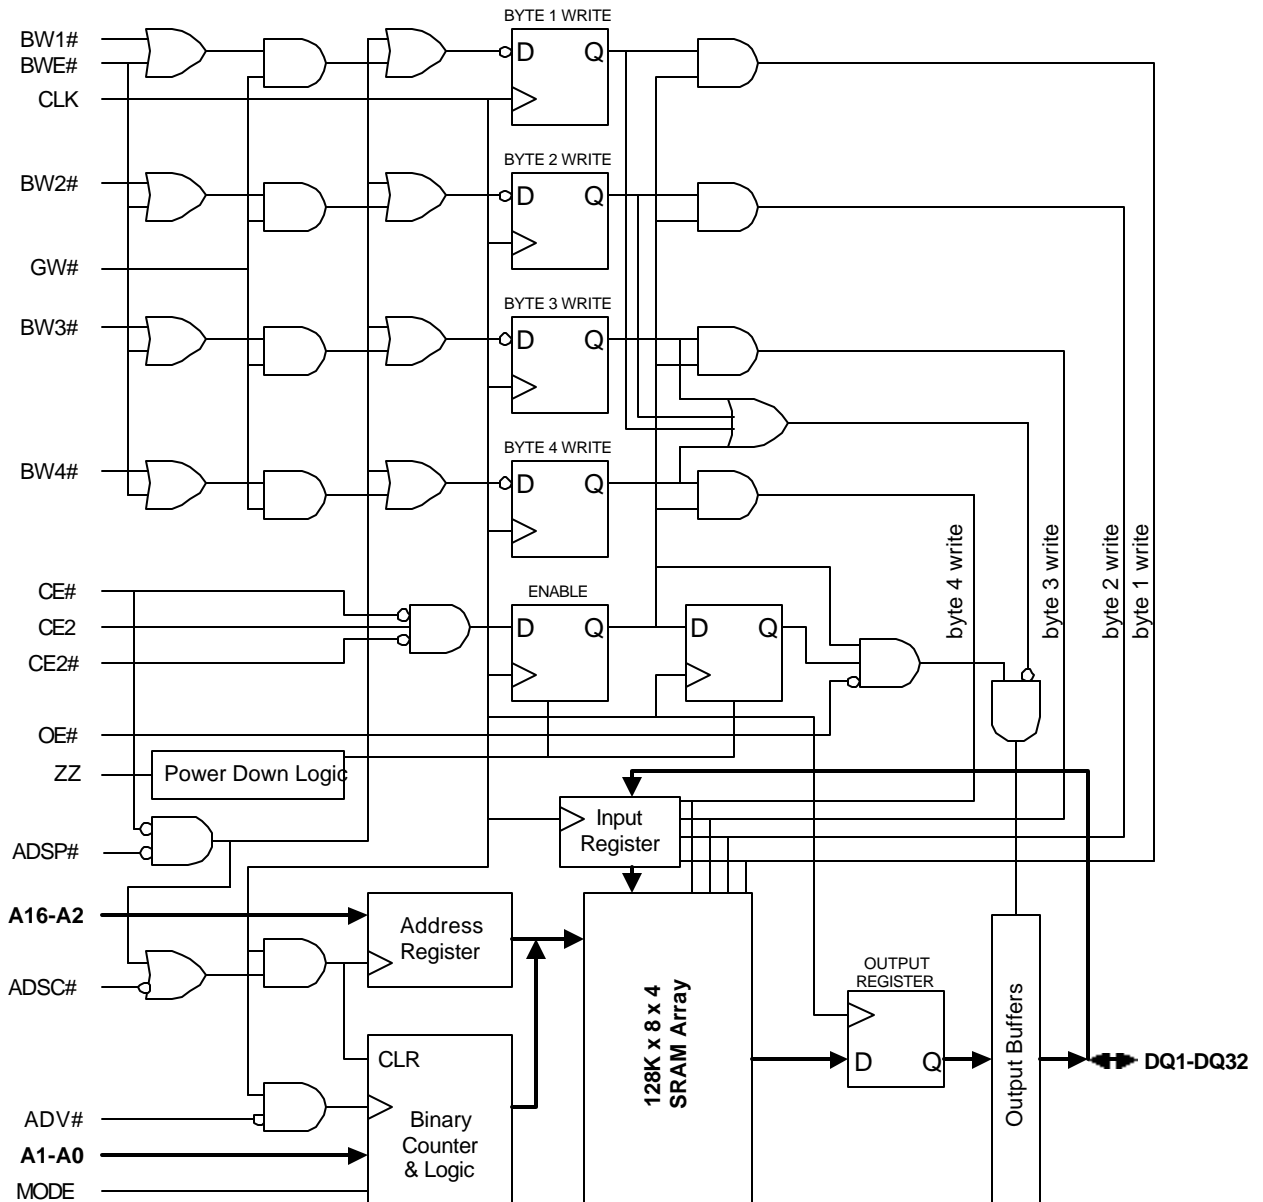 BYTE 1 WRITE
BW1#
D Q
BWE#
CLK
BYTE 2 WRITE
BW2#
D Q
GW#
BYTE 3 WRITE
BW3#
D Q
BYTE 4 WRITE
BW4#
D Q
byte 4 write
byte 3 write
byte 2 write
byte 1 write
CE#
ENABLE
CE2
D Q
D Q
CE2#
OE#
ZZ
Power Down Logic
Input
Register
ADSP#
A16-A2
Address
Register
ADSC#
OUTPUT
REGISTER
128K x 8 x 4
SRAM Array
Output Buffers
CLR
D Q
DQ1-DQ32
ADV#
Binary
Counter
& Logic
A1-A0
MODE